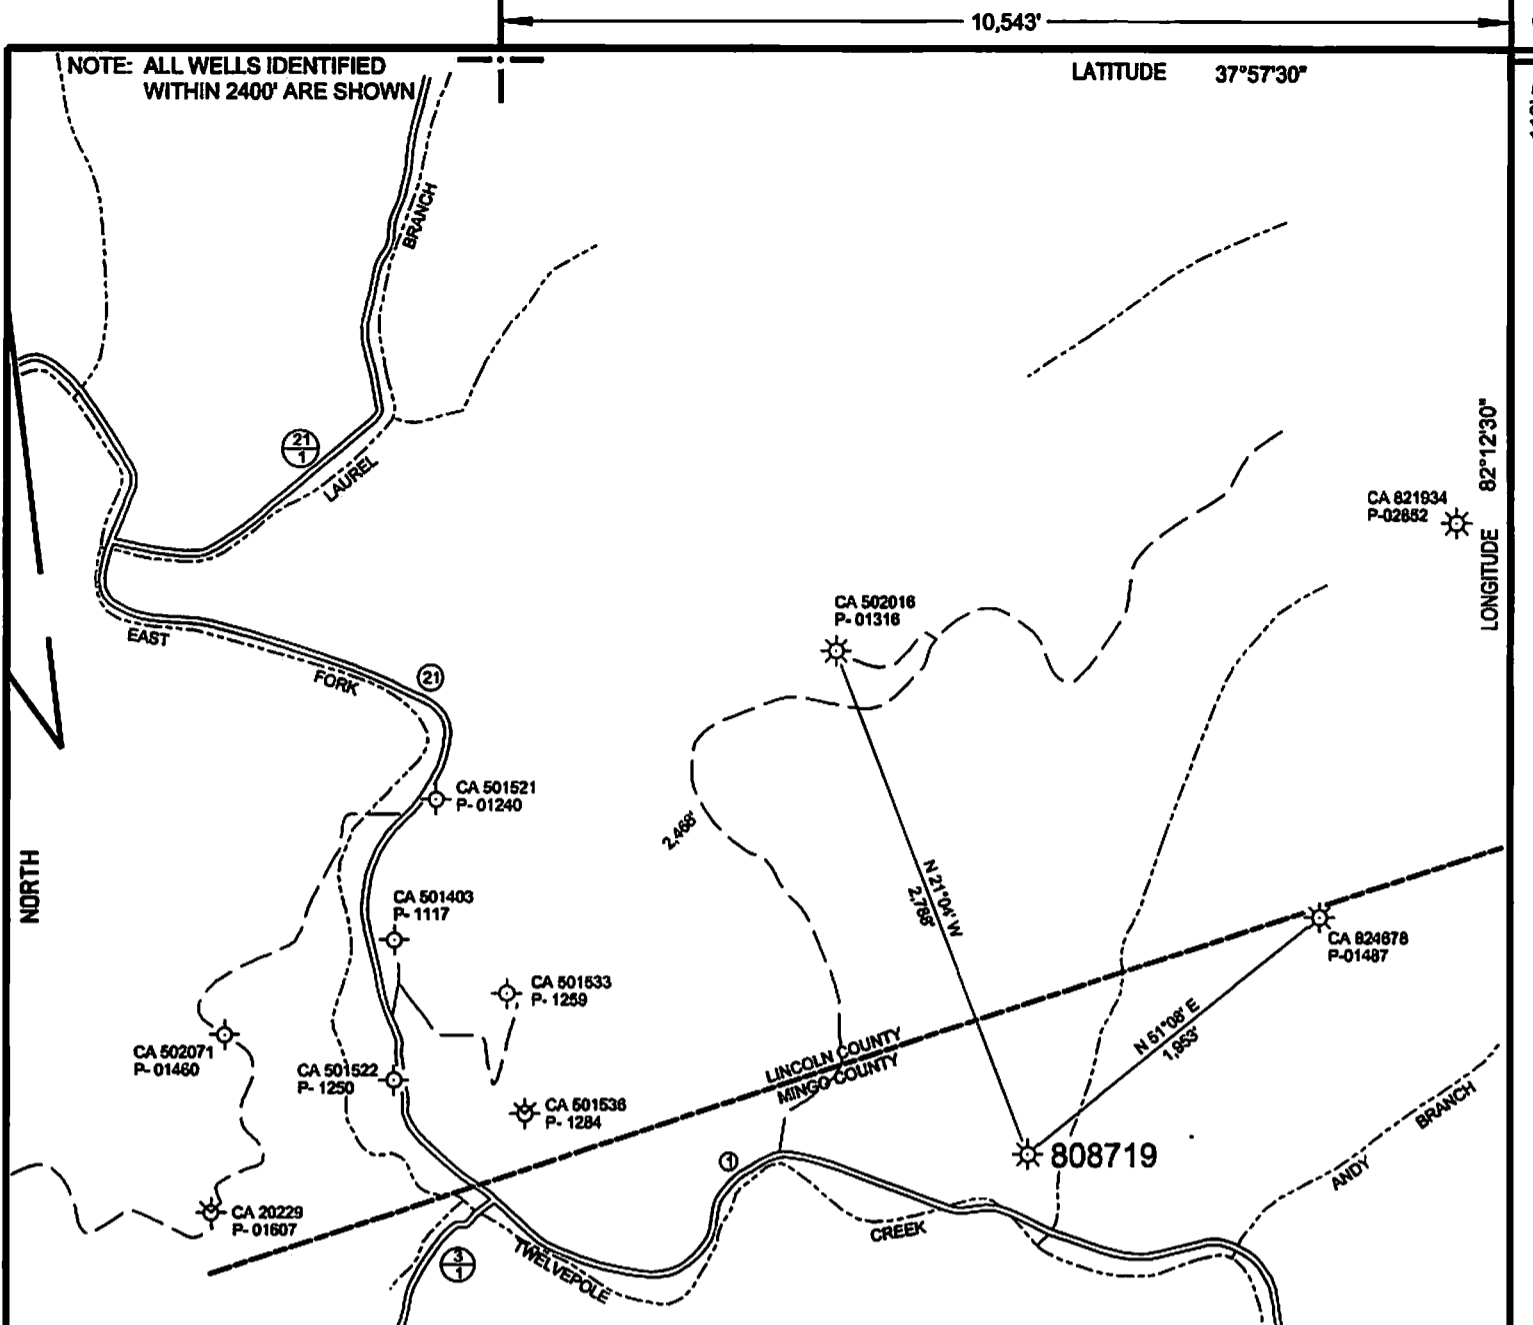 10,543'
NOTE: ALL WELLS IDENTIFIED
WITHIN 2400' ARE SHOWN
LATITUDE 37°57'30"
BRANCH
21
1
LAUREL
LONGITUDE 82°12'30"
CA 821934
P-02852
CA 502016
P- 01316
EAST
FORK
21
CA 501521
P- 01240
2,468'
NORTH
CA 501403
P- 1117
N 21°04' W
2,788'
CA 824678
P-01487
CA 501533
P- 1259
N 51°08' E
1,953'
CA 502071
P- 01460
CA 501522
P- 1250
LINCOLN COUNTY
MINGO COUNTY
CA 501536
P- 1284
BRANCH
ANDY
1
808719
CA 20229
P- 01607
CREEK
3
1
TWELVEPOLE